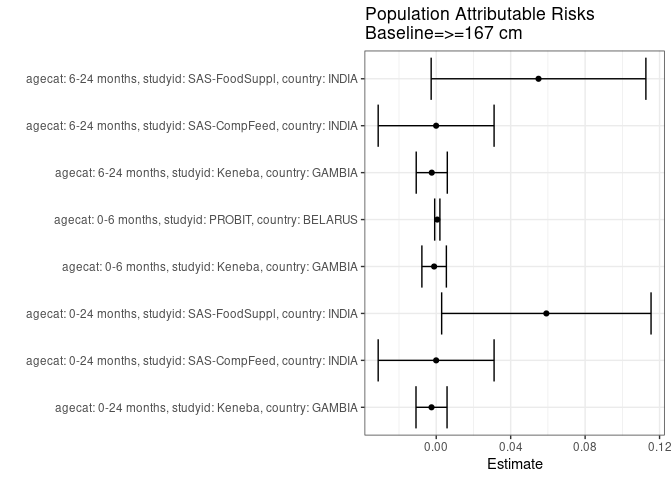 Population Attributable Risks
Baseline=>=167 cm
agecat: 6-24 months, studyid: SAS-FoodSuppl, country: INDIA
agecat: 6-24 months, studyid: SAS-CompFeed, country: INDIA
agecat: 6-24 months, studyid: Keneba, country: GAMBIA
agecat: 0-6 months, studyid: PROBIT, country: BELARUS
agecat: 0-6 months, studyid: Keneba, country: GAMBIA
agecat: 0-24 months, studyid: SAS-FoodSuppl, country: INDIA
agecat: 0-24 months, studyid: SAS-CompFeed, country: INDIA
agecat: 0-24 months, studyid: Keneba, country: GAMBIA
0.00 0.04 0.08 0.12
Estimate